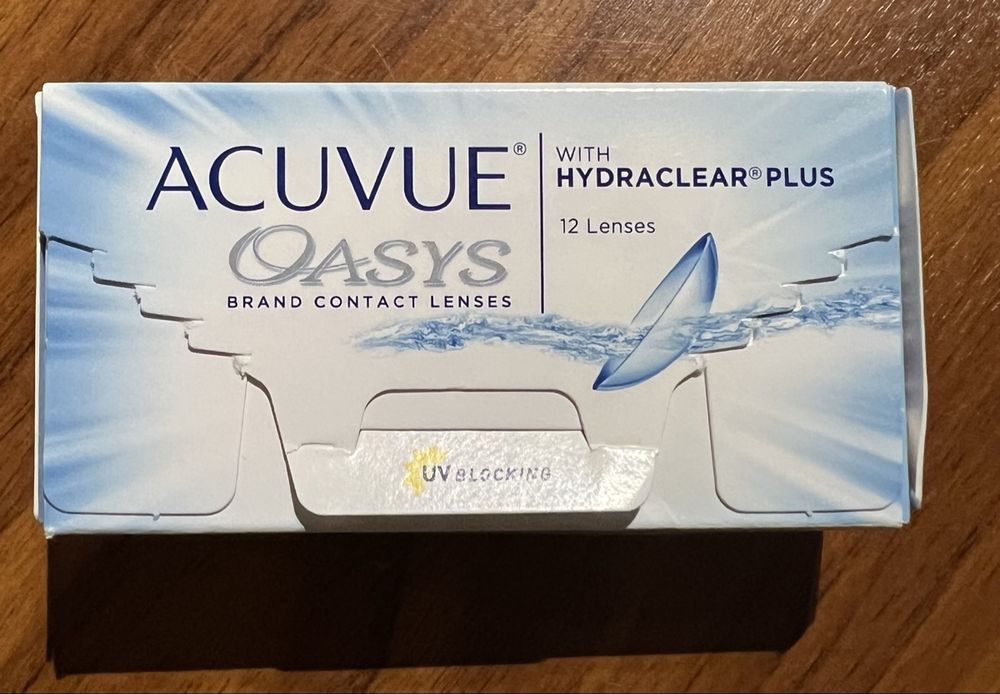 ACUVUE®
OASYS
BRAND CONTACT LENSES
WITH
HYDRACLEAR® PLUS
12 Lenses
UV BLOCKING